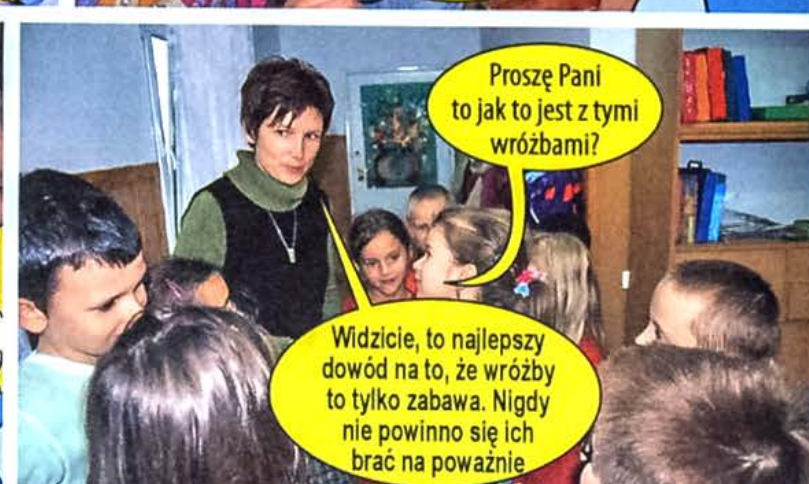 Proszę Pani
to jak to jest z tymi
wróżbami?
Widzicie, to najlepszy
dowód na to, że wróżby
to tylko zabawa. Nigdy
nie powinno się ich
brać na poważnie